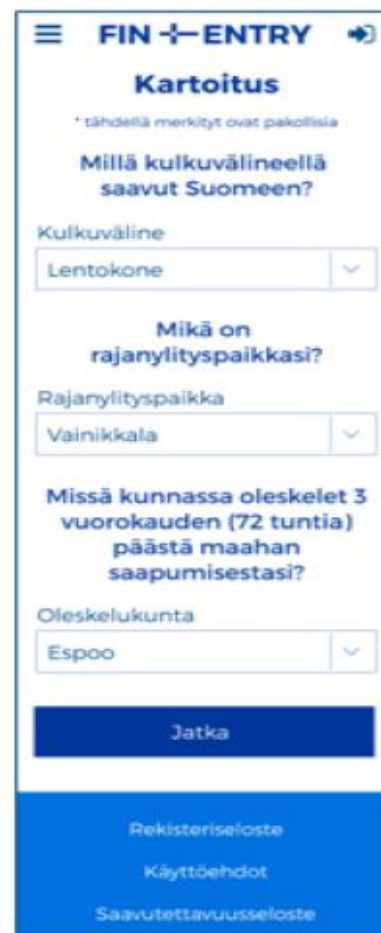 FIN ENTRY
Kartoitus
* tähdellä merkityt ovat pakollisia
Millä kulkuvälineellä
saavut Suomeen?
Kulkuväline
Lentokone
Mikä on
rajanylityspaikkasi?
Rajanylityspaikka
Vainikkala
Missä kunnassa oleskelet 3
vuorokauden (72 tuntia)
päästä maahan
saapumisestasi?
Oleskelukunta
Espoo
Jatka
Rekisteriseloste
Käyttöehdot
Saavutettavuusseloste